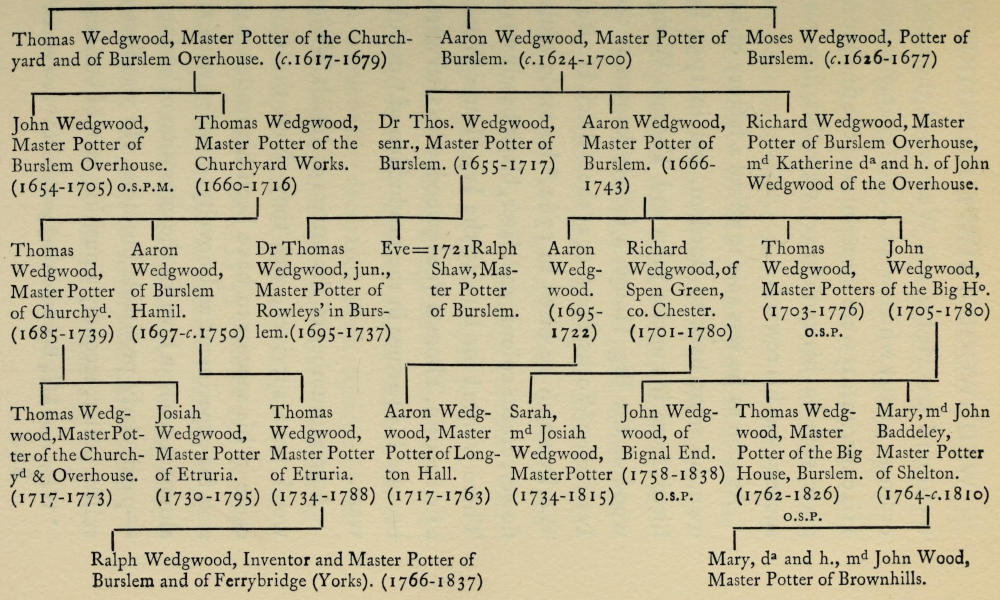 Thomas Wedgwood, Master Potter of the Church-
yard and of Burslem Overhouse. (c.1617-1679)
Aaron Wedgwood, Master Potter of
Burslem. (c.1624-1700)
Moses Wedgwood, Potter of
Burslem. (c.1626-1677)
John Wedgwood,
Master Potter of
Burslem Overhouse.
(1654-1705) O.S.P.M.
Thomas Wedgwood,
Master Potter of the
Churchyard Works.
(1660-1716)
Dr Thos. Wedgwood,
senr., Master Potter of
Burslem. (1655-1717)
Aaron Wedgwood,
Master Potter of
Burslem. (1666-
1743)
Richard Wedgwood, Master
Potter of Burslem Overhouse,
md Katherine da and h. of John
Wedgwood of the Overhouse.
Thomas
Wedgwood,
Master Potter
of Churchyd.
(1685-1739)
Aaron
Wedgwood,
of Burslem
Hamil.
(1697-c.1750)
Dr Thomas
Wedgwood, jun.,
Master Potter of
Rowleys' in Burs-
lem.(1695-1737)
Eve=1721 Ralph
Shaw, Mas-
ter Potter
of Burslem.
Aaron
Wedg-
wood.
(1695-
1722)
Richard
Wedgwood, of
Spen Green,
co. Chester.
(1701-1780)
Thomas John
Wedgwood, Wedgwood,
Master Potters of the Big Ho.
(1703-1776) (1705-1780)
O.S.P.
Thomas Wedg-
wood, Master Pot-
ter of the Church-
yd & Overhouse.
(1717-1773)
Josiah
Wedgwood,
Master Potter
of Etruria.
(1730-1795)
Thomas
Wedgwood,
Master Potter
of Etruria.
(1734-1788)
Aaron Wedg-
wood, Master
Potter of Long-
ton Hall.
(1717-1763)
Sarah,
md Josiah
Wedgwood,
Master Potter
(1734-1815)
John Wedg-
wood, of
Bignal End.
(1758-1838)
O.S.P.
Thomas Wedg-
wood, Master
Potter of the Big
House, Burslem.
(1762-1826)
O.S.P.
Mary, md John
Baddeley,
Master Potter
of Shelton.
(1764-c.1810)
Ralph Wedgwood, Inventor and Master Potter of
Burslem and of Ferrybridge (Yorks). (1766-1837)
Mary, da and h., md John Wood,
Master Potter of Brownhills.